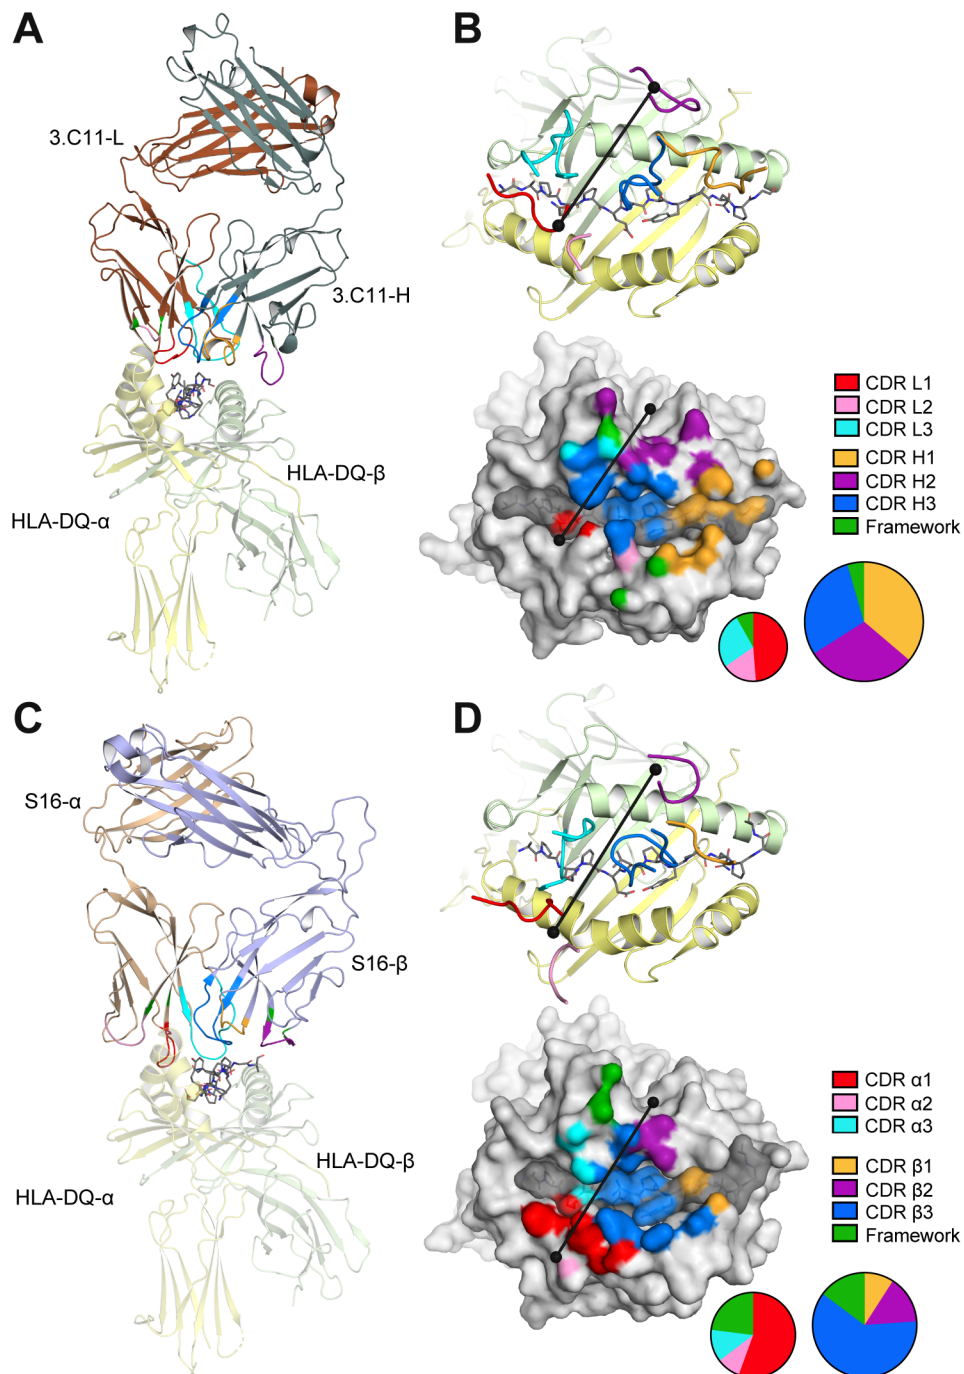 A
3.C11-L
3.C11-H
HLA-DQ-β
HLA-DQ-α
B
CDR L1
CDR L2
CDR L3
CDR H1
CDR H2
CDR H3
Framework
C
S16-α
S16-β
HLA-DQ-β
HLA-DQ-α
D
CDR α1
CDR α2
CDR α3
CDR β1
CDR β2
CDR β3
Framework